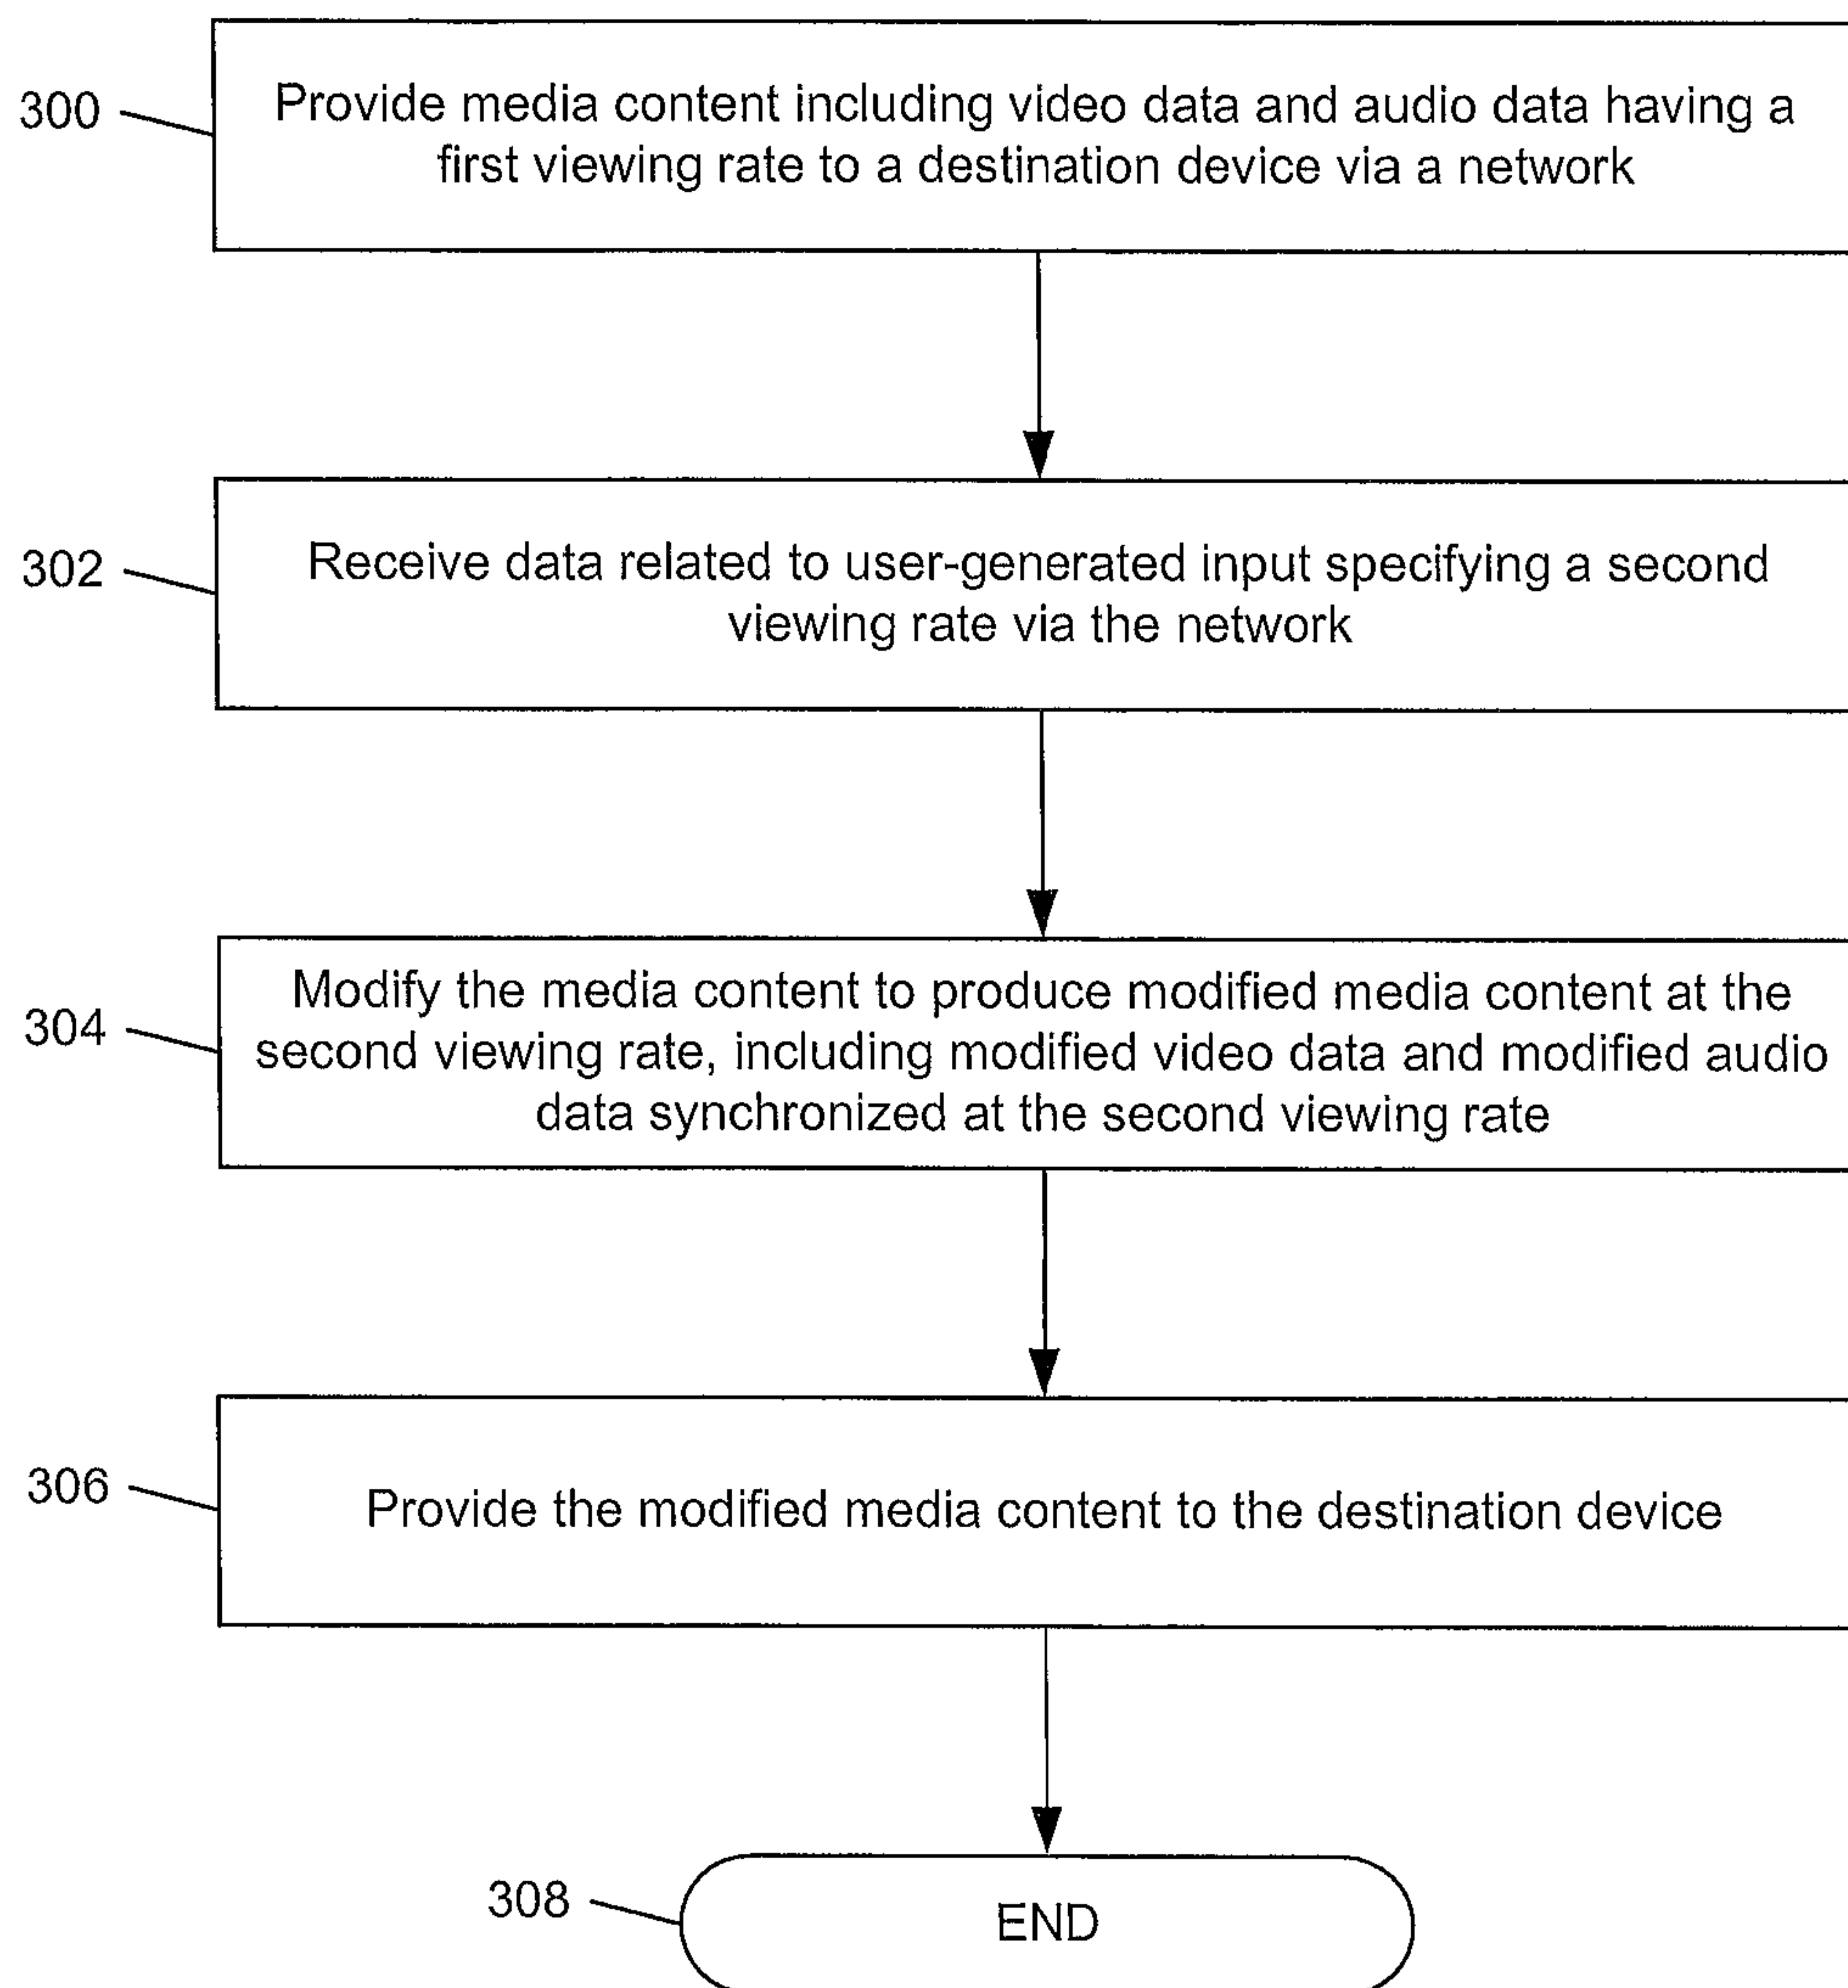 300
Provide media content including video data and audio data having a
first viewing rate to a destination device via a network
302
Receive data related to user-generated input specifying a second
viewing rate via the network
304
Modify the media content to produce modified media content at the
second viewing rate, including modified video data and modified audio
data synchronized at the second viewing rate
306
Provide the modified media content to the destination device
308
END